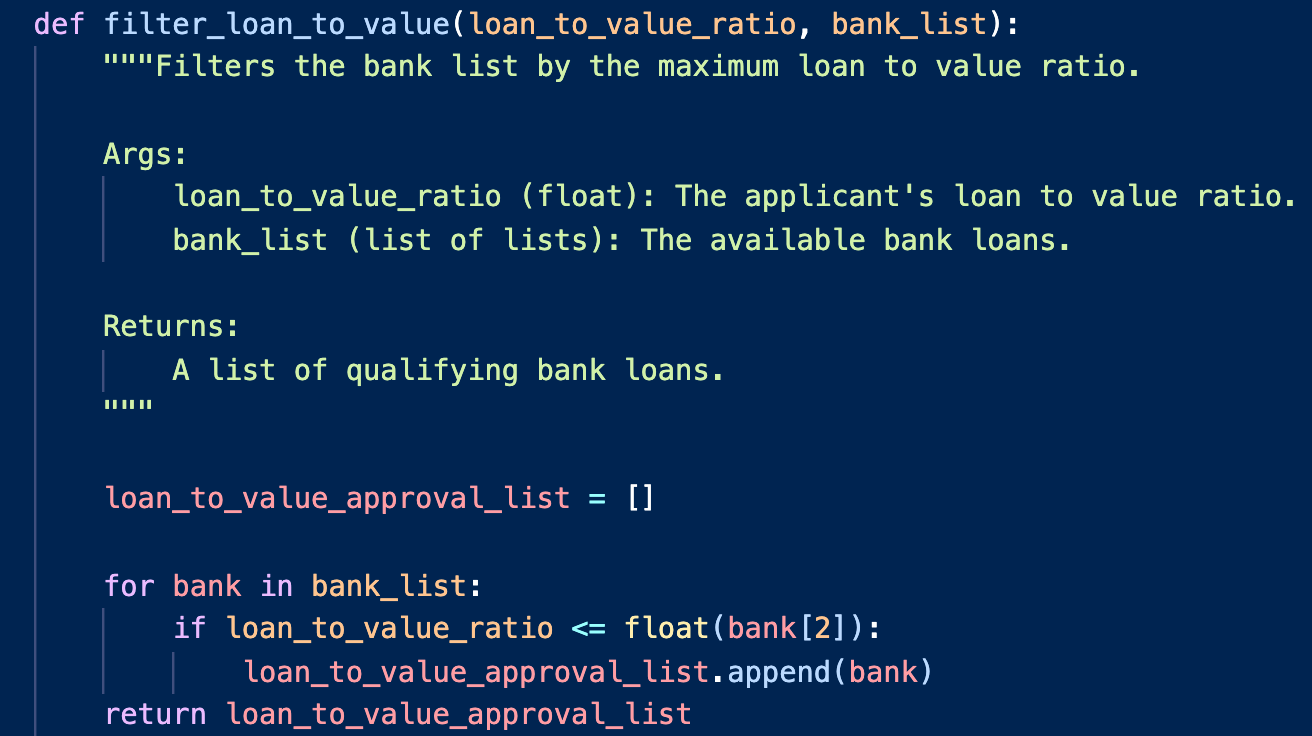 def filter_loan_to_value(loan_to_value_ratio, bank_list):
    """Filters the bank list by the maximum loan to value ratio.

    Args:
        loan_to_value_ratio (float): The applicant's loan to value ratio.
        bank_list (list of lists): The available bank loans.

    Returns:
        A list of qualifying bank loans.
    """

    loan_to_value_approval_list = []

    for bank in bank_list:
        if loan_to_value_ratio <= float(bank[2]):
            loan_to_value_approval_list.append(bank)
    return loan_to_value_approval_list